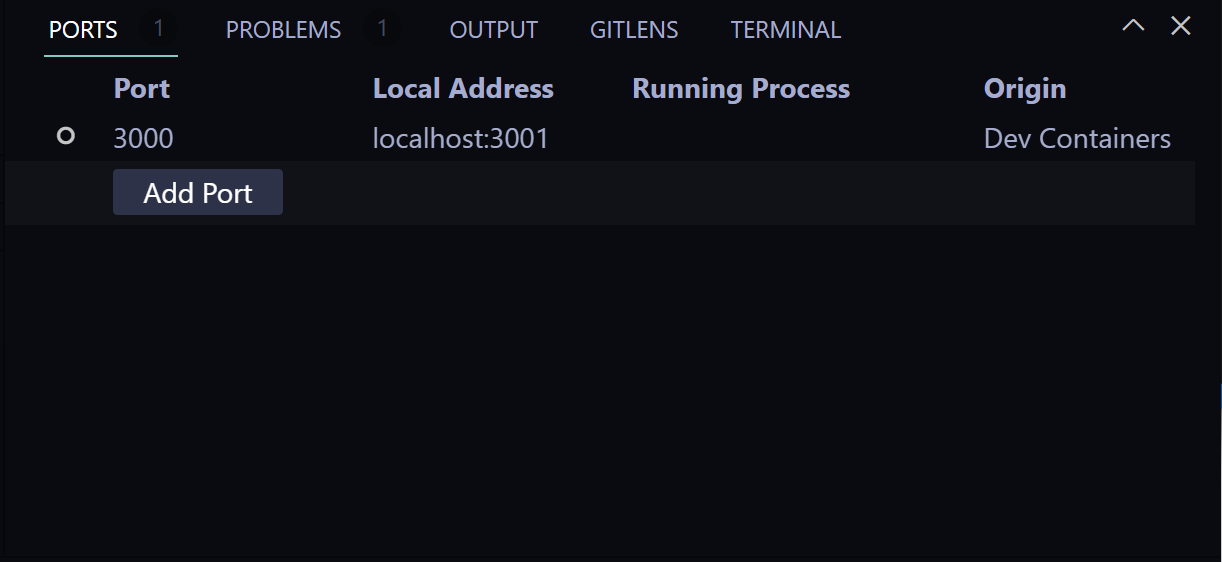 PORTS 1 PROBLEMS 1 OUTPUT GITLENS TERMINAL
Port Local Address Running Process Origin
3000 localhost:3001 Dev Containers
Add Port